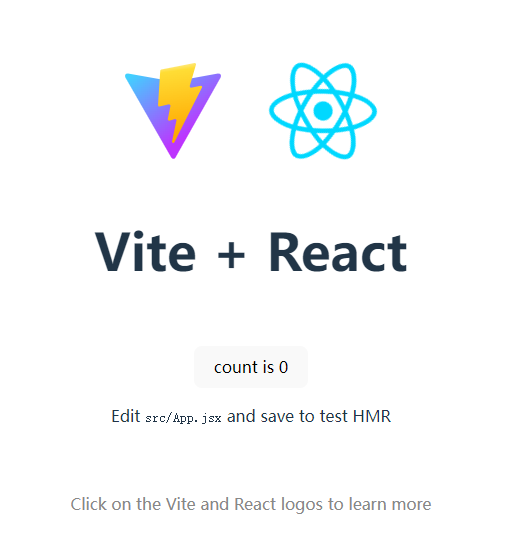 Vite + React
count is 0
Edit src/App.jsx and save to test HMR
Click on the Vite and React logos to learn more